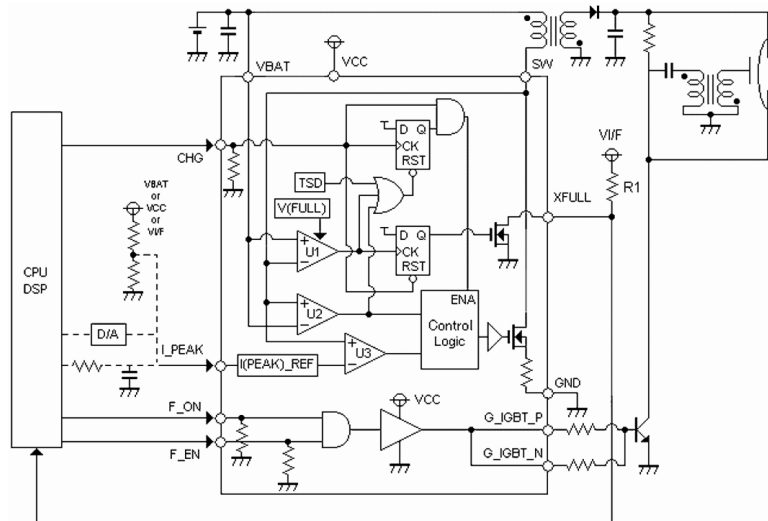 VBAT
VCC
SW
CPU
DSP
CHG
VBAT
or
VCC
or
VI/F
D/A
I_PEAK
F_ON
F_EN
TSD
V(FULL)
D Q
CK
RST
D Q
CK
RST
+
U1
−
+
U2
−
+
U3
−
I(PEAK)_REF
ENA
Control
Logic
VCC
VI/F
R1
XFULL
GND
G_IGBT_P
G_IGBT_N